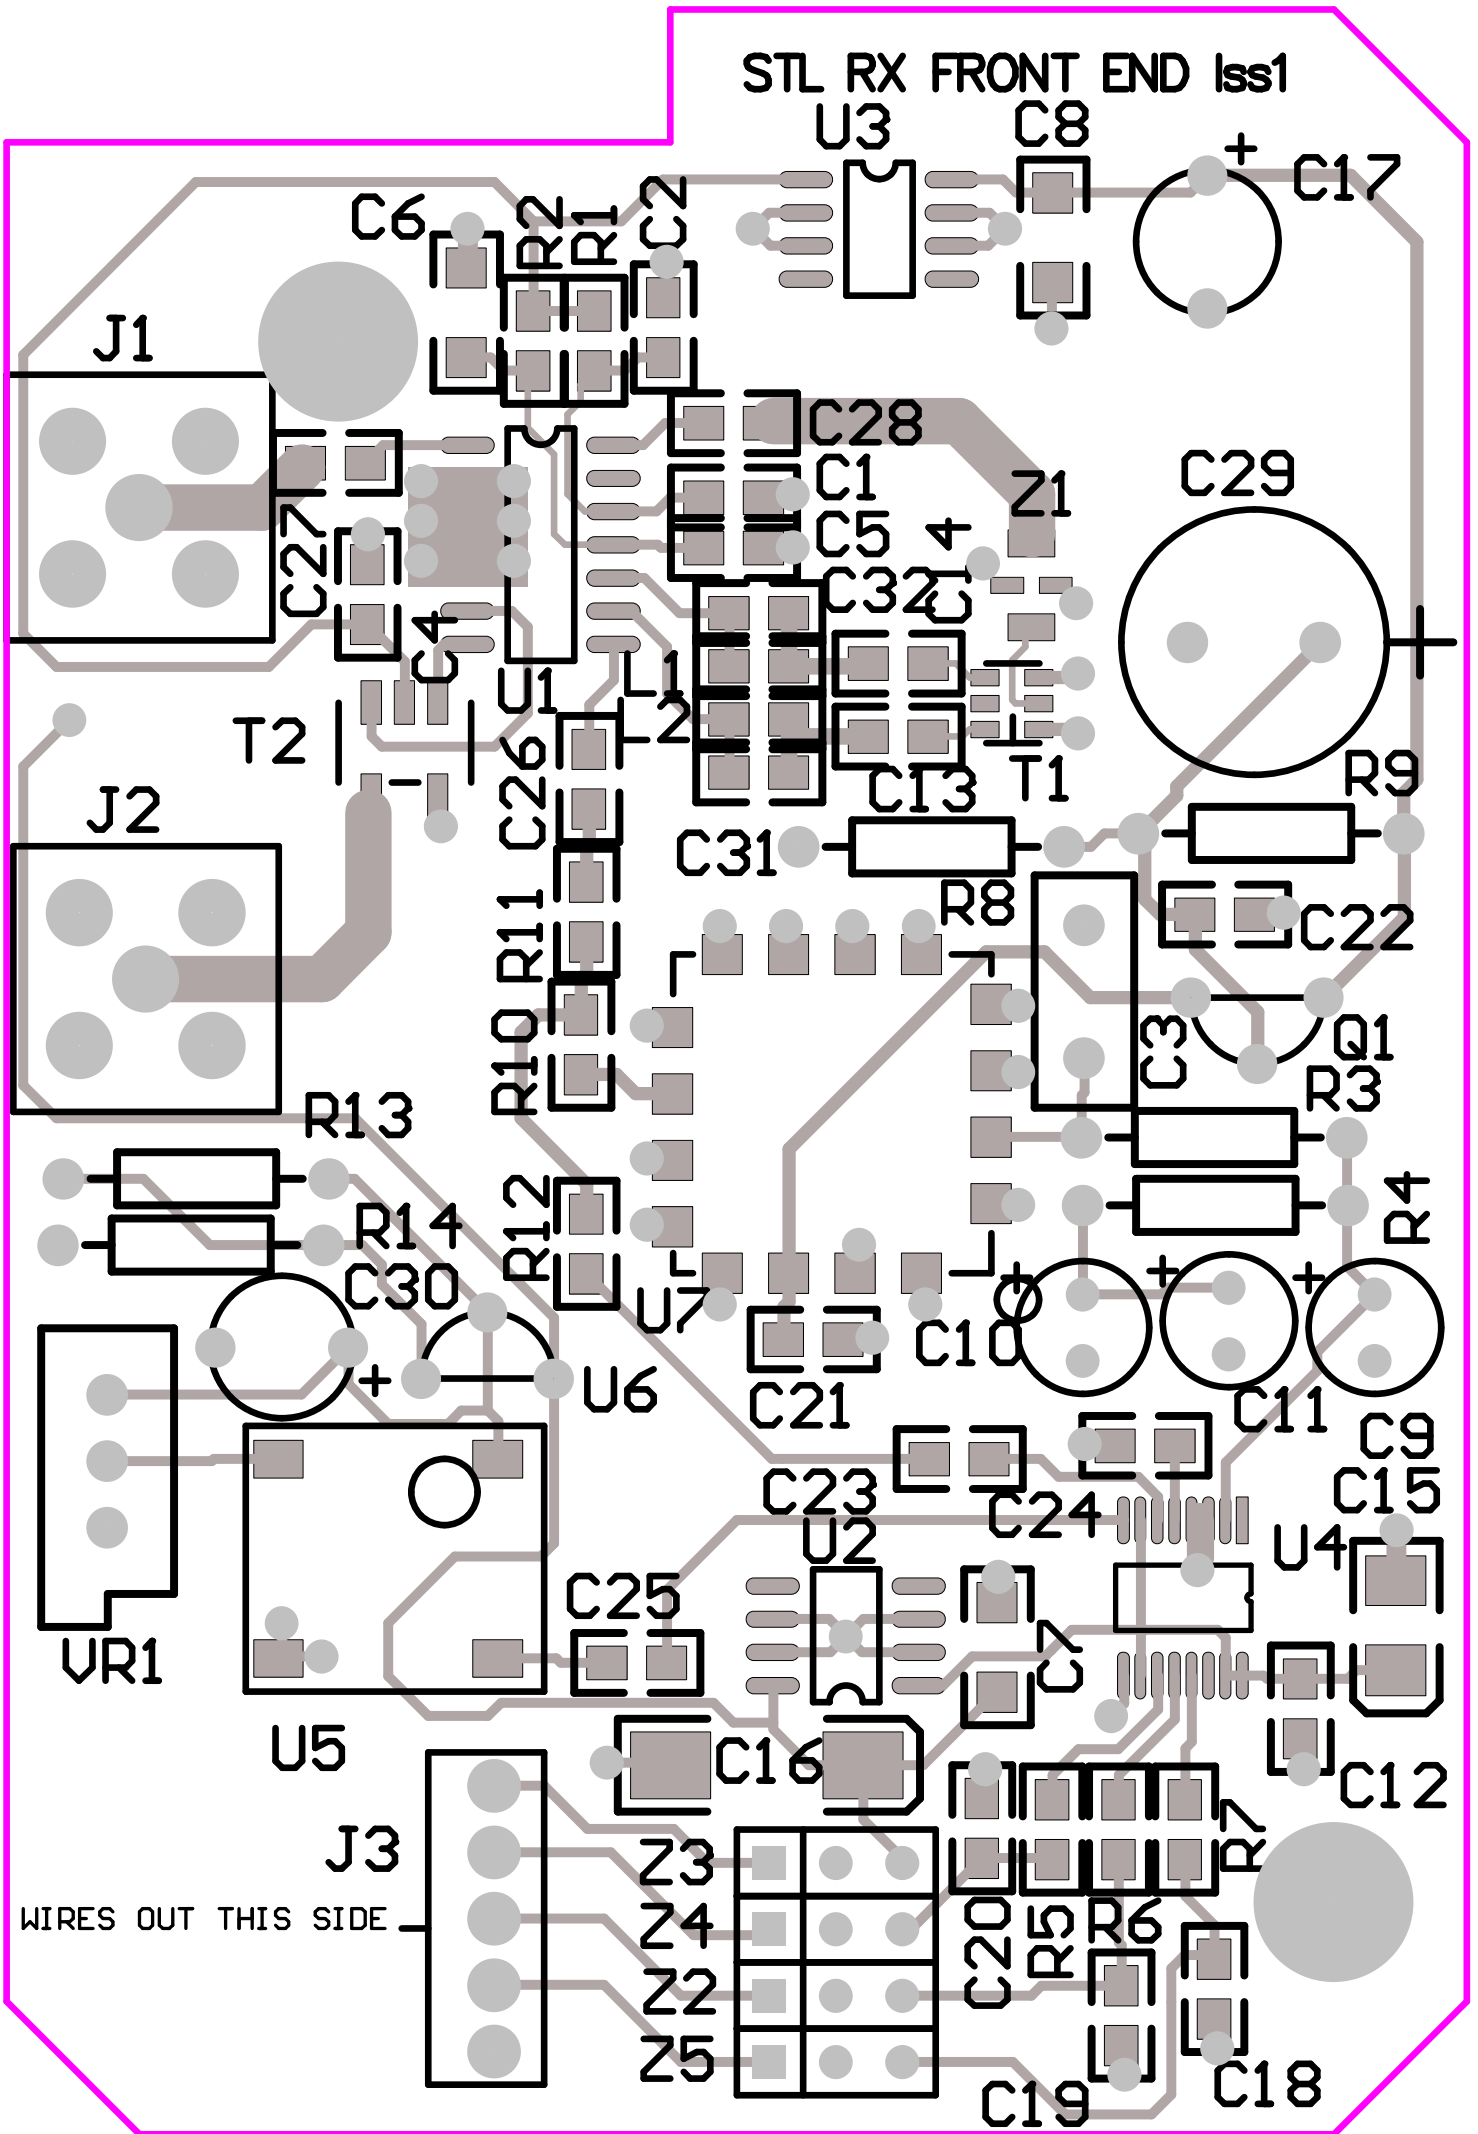 STL RX FRONT END Iss1
U3
C8
+
C17
C6
R2
R1
C2
J1
C28
C1
C29
Z1
C5
C27
C32
C14
C4
+
U1
L1
L2
T2
C26
C13
T1
R9
J2
C31
R8
R11
C22
R10
C3
Q1
R3
R13
R14
R12
R4
C30
+
+
+
U7
C10
+
U6
C21
C11
C9
C23
C24
C15
U2
U4
C25
VR1
C7
U5
C16
C12
J3
Z3
R7
WIRES OUT THIS SIDE
Z4
C20
R5
R6
Z2
Z5
C19
C18